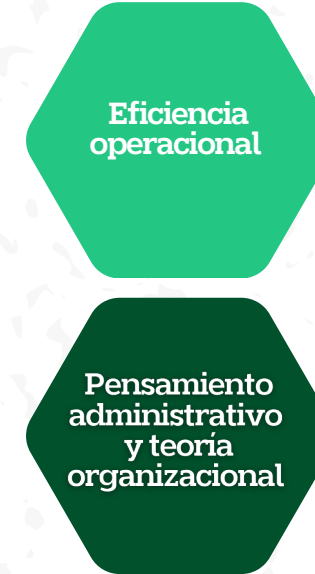 Eficiencia
operacional
Pensamiento
administrativo
y teoría
organizacional